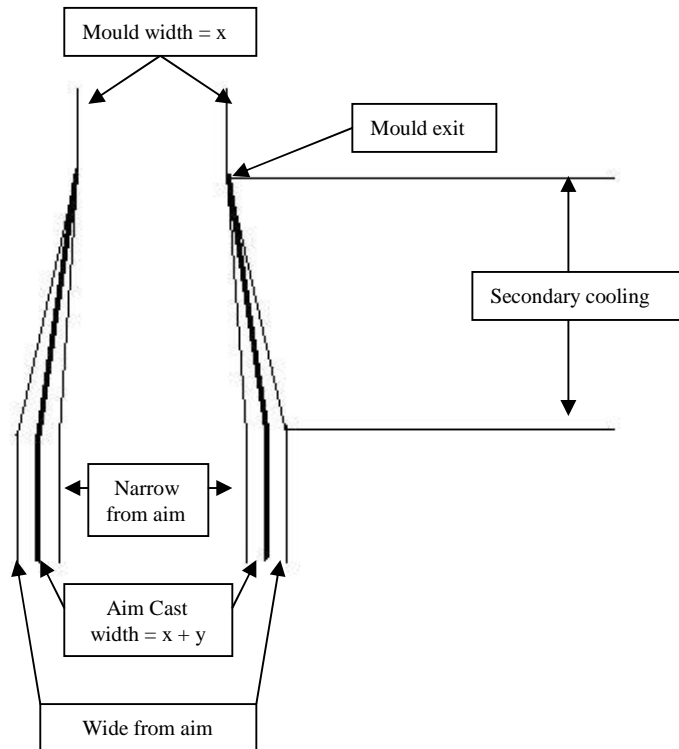 Mould width = x
Mould exit
Secondary cooling
Narrow
from aim
Aim Cast
width = x + y
Wide from aim